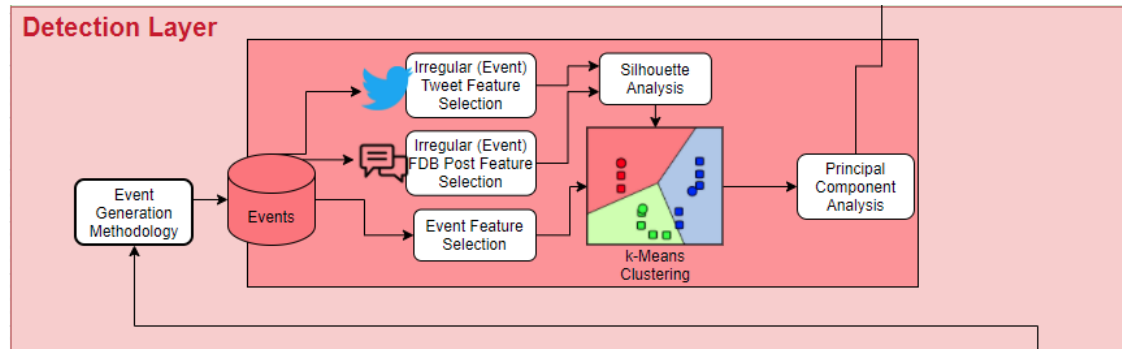 Detection Layer
Irregular (Event)
Tweet Feature
Selection
Silhouette
Analysis
Irregular (Event)
FDB Post Feature
Selection
Event
Generation
Methodology
Events
Event Feature
Selection
k-Means
Clustering
Principal
Component
Analysis